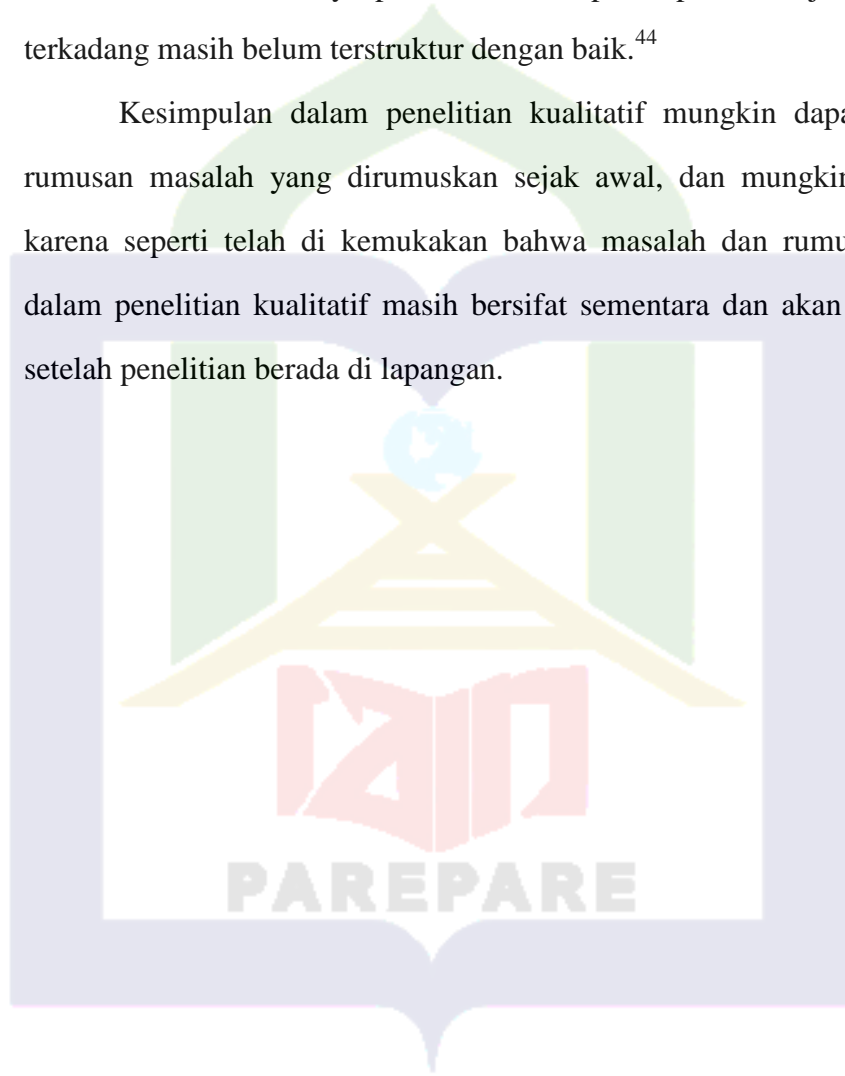 terkadang masih belum terstruktur dengan baik.44
Kesimpulan dalam penelitian kualitatif mungkin
rumusan masalah yang dirumuskan sejak awal, dan
karena seperti telah di kemukakan bahwa masalah dan
dalam penelitian kualitatif masih bersifat sementara dan akan
setelah penelitian berada di lapangan.
iain
PAREPARE